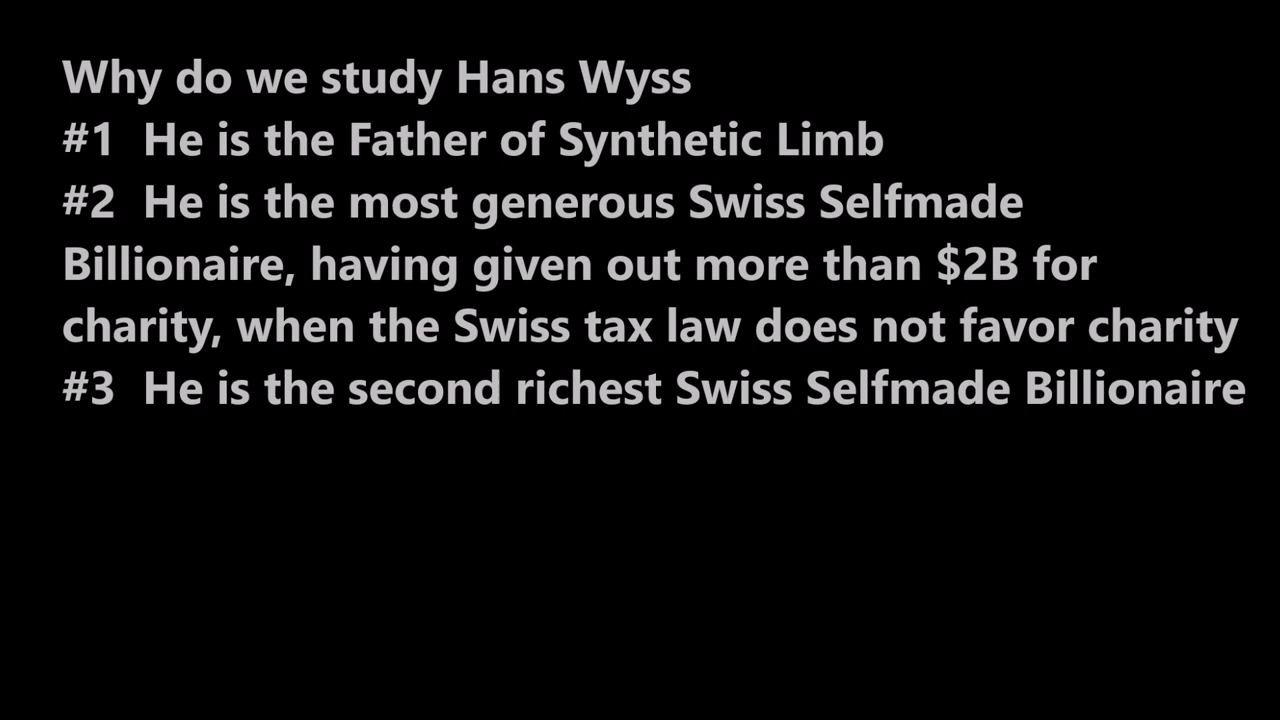 Why do we study Hans Wyss
#1 He is the Father of Synthetic Limb
#2 He is the most generous Swiss Selfmade
Billionaire, having given out more than $2B for
charity, when the Swiss tax law does not favor charity
#3 He is the second richest Swiss Selfmade Billionaire